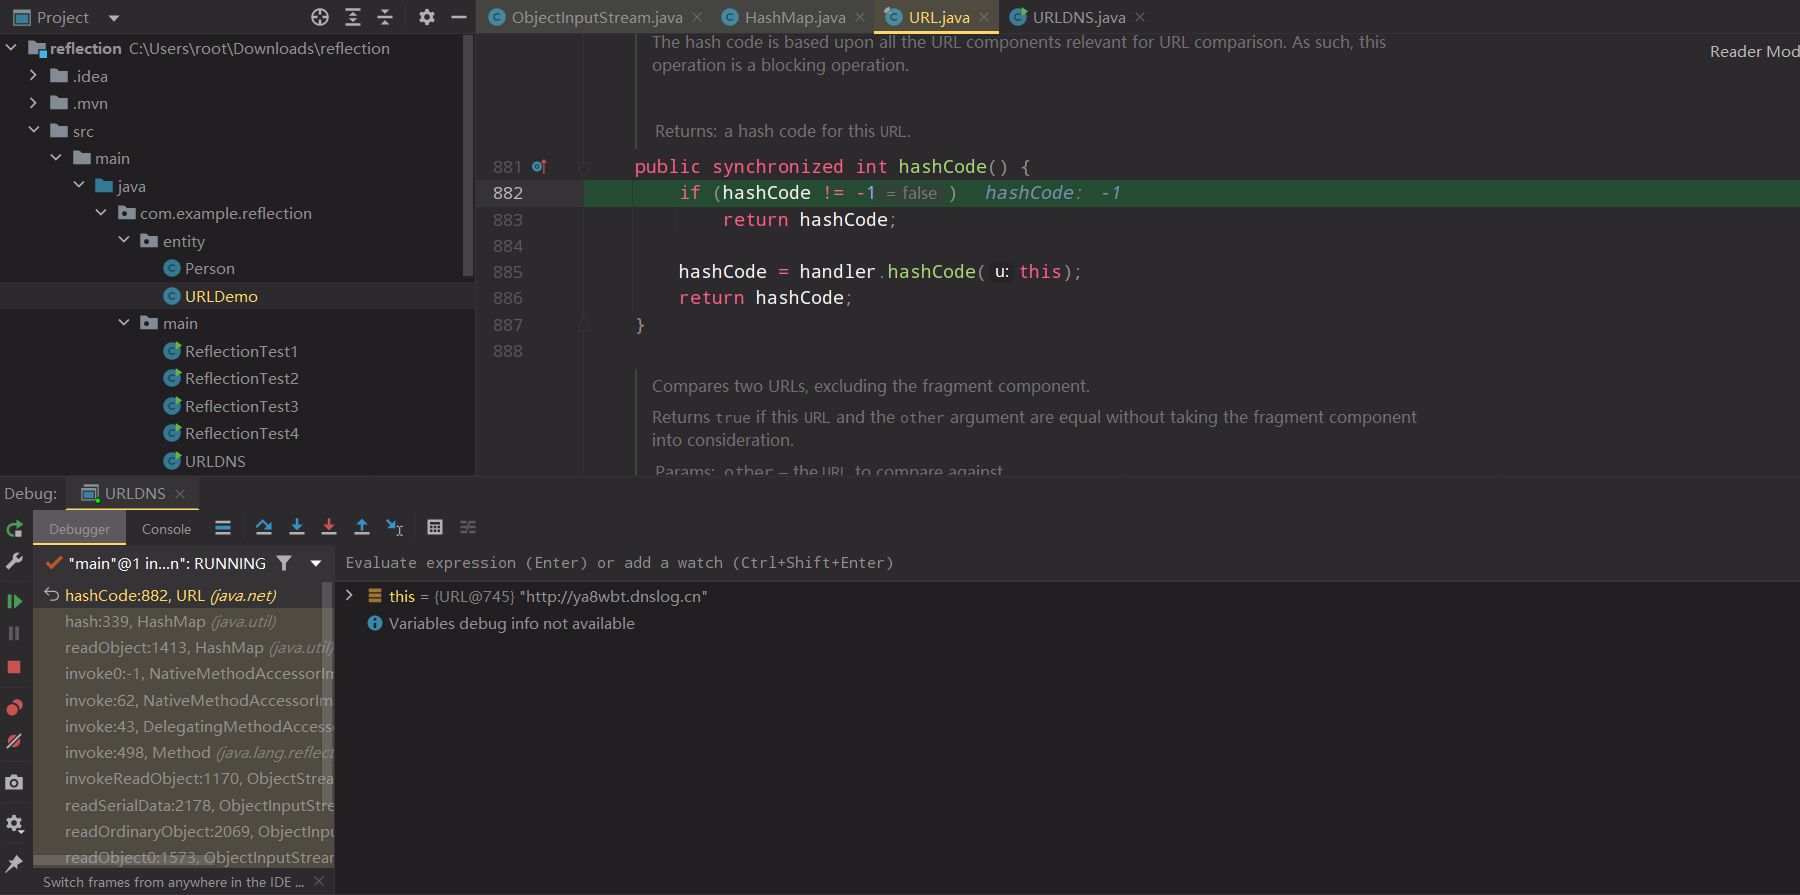 Project
ObjectInputStream.java
HashMap.java
URL.java
URLDNS.java
reflection C:\Users\root\Downloads\reflection
.idea
.mvn
src
main
java
com.example.reflection
entity
Person
URLDemo
main
ReflectionTest1
ReflectionTest2
ReflectionTest3
ReflectionTest4
URLDNS
The hash code is based upon all the URL components relevant for URL comparison. As such, this
operation is a blocking operation.
Reader Mod
Returns: a hash code for this URL.
881 public synchronized int hashCode() {
882 if (hashCode != -1 = false ) hashCode: -1
883 return hashCode;
884
885 hashCode = handler.hashCode( u: this);
886 return hashCode;
887 }
888
Compares two URLs, excluding the fragment component.
Returns true if this URL and the other argument are equal without taking the fragment component
into consideration.
Params: other – the URL to compare against
Debug: URLDNS
Debugger Console
"main"@1 in...n": RUNNING
Evaluate expression (Enter) or add a watch (Ctrl+Shift+Enter)
hashCode:882, URL (java.net)
hash:339, HashMap (java.util)
readObject:1413, HashMap (java.util)
invoke0:-1, NativeMethodAccessorIm
invoke:62, NativeMethodAccessorIm
invoke:43, DelegatingMethodAccess
invoke:498, Method (java.lang.reflect
invokeReadObject:1170, ObjectStrea
readSerialData:2178, ObjectInputStre
readOrdinaryObject:2069, ObjectInpu
readObject0:1573, ObjectInputStrear
this = {URL@745} "http://ya8wbt.dnslog.cn"
Variables debug info not available
Switch frames from anywhere in the IDE ...